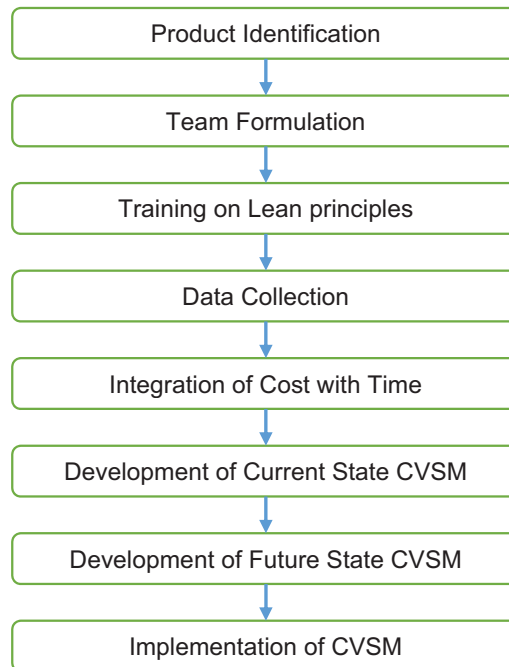 Product Identification
Team Formulation
Training on Lean principles
Data Collection
Integration of Cost with Time
Development of Current State CVSM
Development of Future State CVSM
Implementation of CVSM